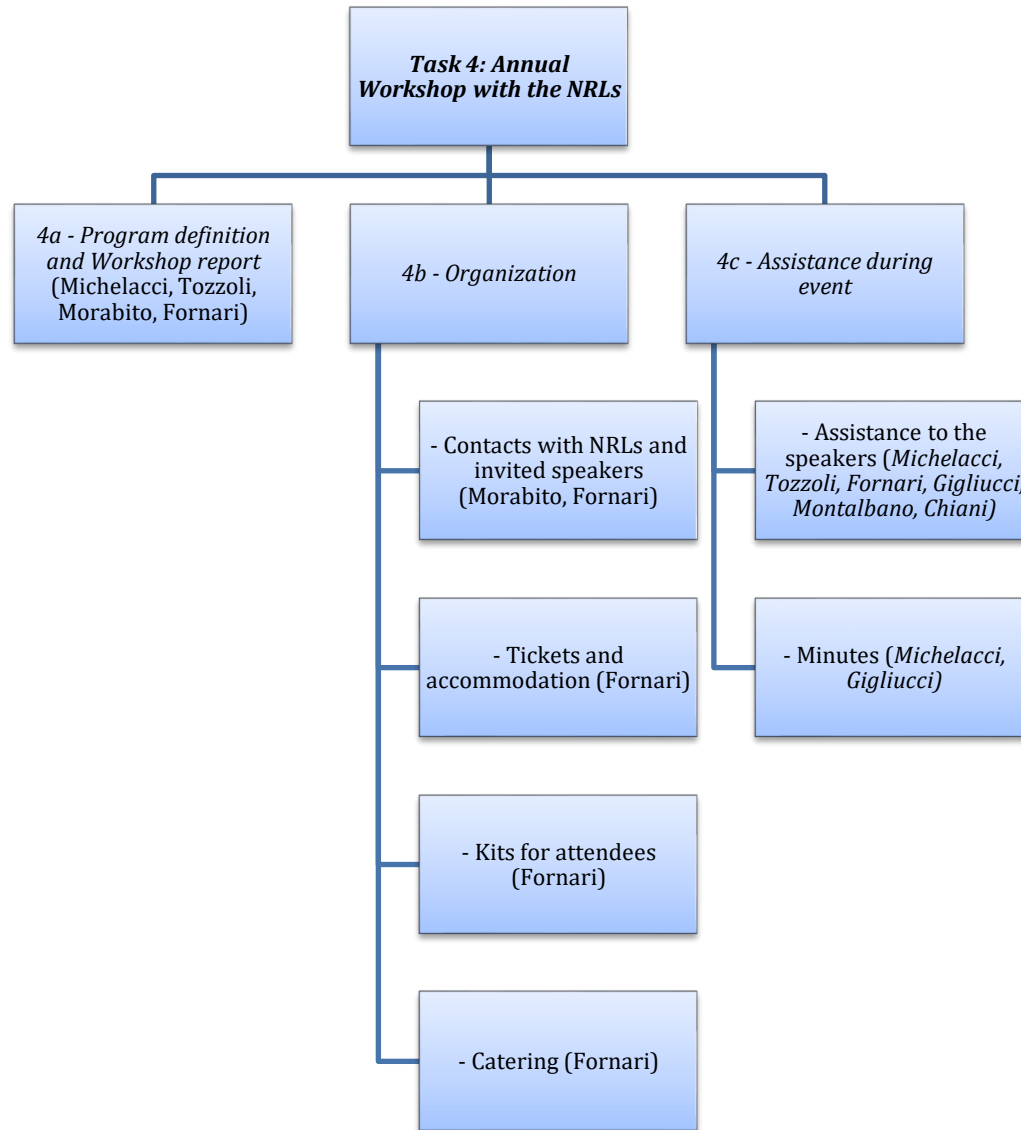 Task 4: Annual
Workshop with the NRLs
4a - Program definition
and Workshop report
(Michelacci, Tozzoli,
Morabito, Fornari)
4b - Organization
4c - Assistance during
event
- Contacts with NRLs and
invited speakers
(Morabito, Fornari)
- Assistance to the
speakers (Michelacci,
Tozzoli, Fornari, Gigliucci,
Montalbano, Chiani)
- Tickets and
accommodation (Fornari)
- Minutes (Michelacci,
Gigliucci)
- Kits for attendees
(Fornari)
- Catering (Fornari)